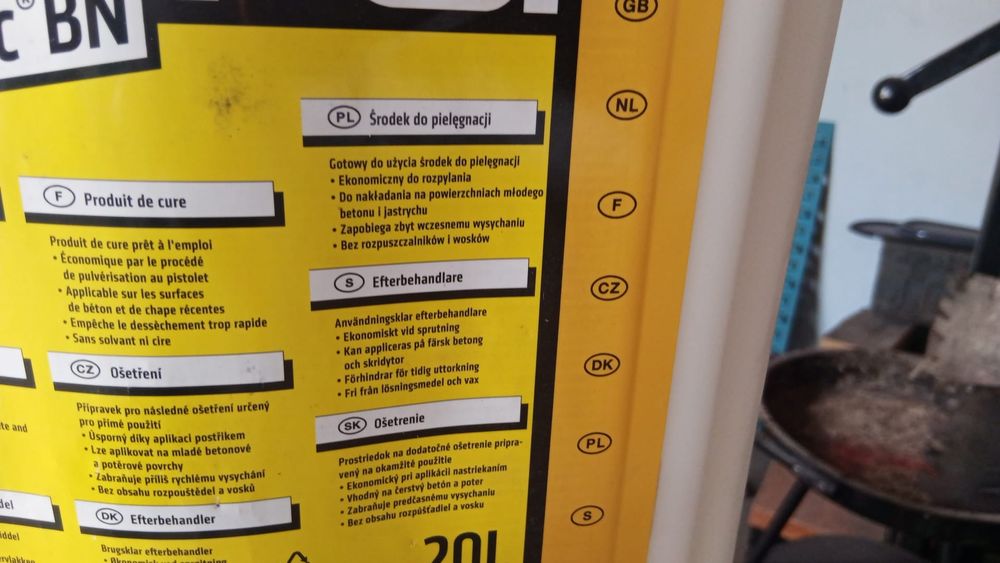 c® BN
F Produit de cure
Produit de cure prêt à l'emploi
• Économique par le procédé
de pulvérisation au pistolet
• Applicable sur les surfaces
de béton et de chape récentes
• Empêche le dessèchement trop rapide
• Sans solvant ni cire
CZ Ošetření
Přípravek pro následné ošetření určený
pro přímé použití
• Úsporný díky aplikaci postřikem
• Lze aplikovat na mladé betonové
a potěrové povrchy
• Zabraňuje příliš rychlému vysychání
• Bez obsahu rozpouštědel a vosků
DK Efterbehandler
Brugsklar efterbehandler
PL Środek do pielęgnacji
Gotowy do użycia środek do pielęgnacji
• Ekonomiczny do rozpylania
• Do nakładania na powierzchniach młodego
betonu i jastrychu
• Zapobiega zbyt wczesnemu wysychaniu
• Bez rozpuszczalników i wosków
S Efterbehandlare
Användningsklar efterbehandlare
• Ekonomiskt vid sprutning
• Kan appliceras på färsk betong
och skridytor
• Förhindrar för tidig uttorkning
• Fri från lösningsmedel och vax
SK Ošetrenie
Prostriedok na dodatočné ošetrenie pripra-
vený na okamžité použitie
• Ekonomický pri aplikácii nastriekaním
• Vhodný na čerstvý betón a poter
• Zabraňuje predčasnému vysychaniu
• Bez obsahu rozpúšťadiel a vosku
20l
GB
NL
F
CZ
DK
PL
S